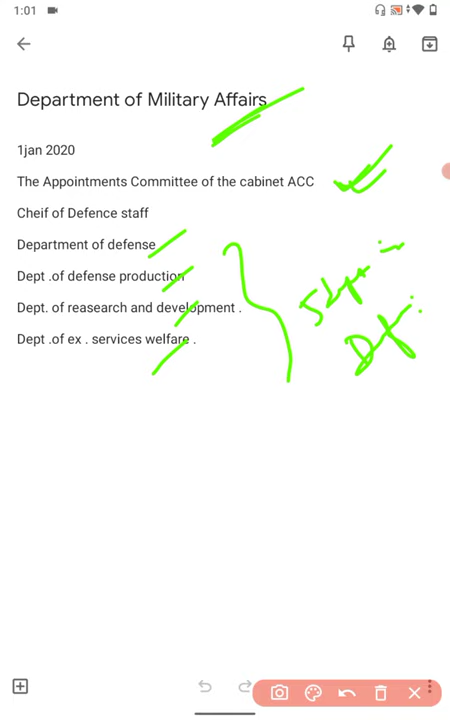 1:01
Department of Military Affairs
1jan 2020
The Appointments Committee of the cabinet ACC
Cheif of Defence staff
Department of defense
Dept .of defense production
Dept. of reasearch and development .
Dept .of ex . services welfare .